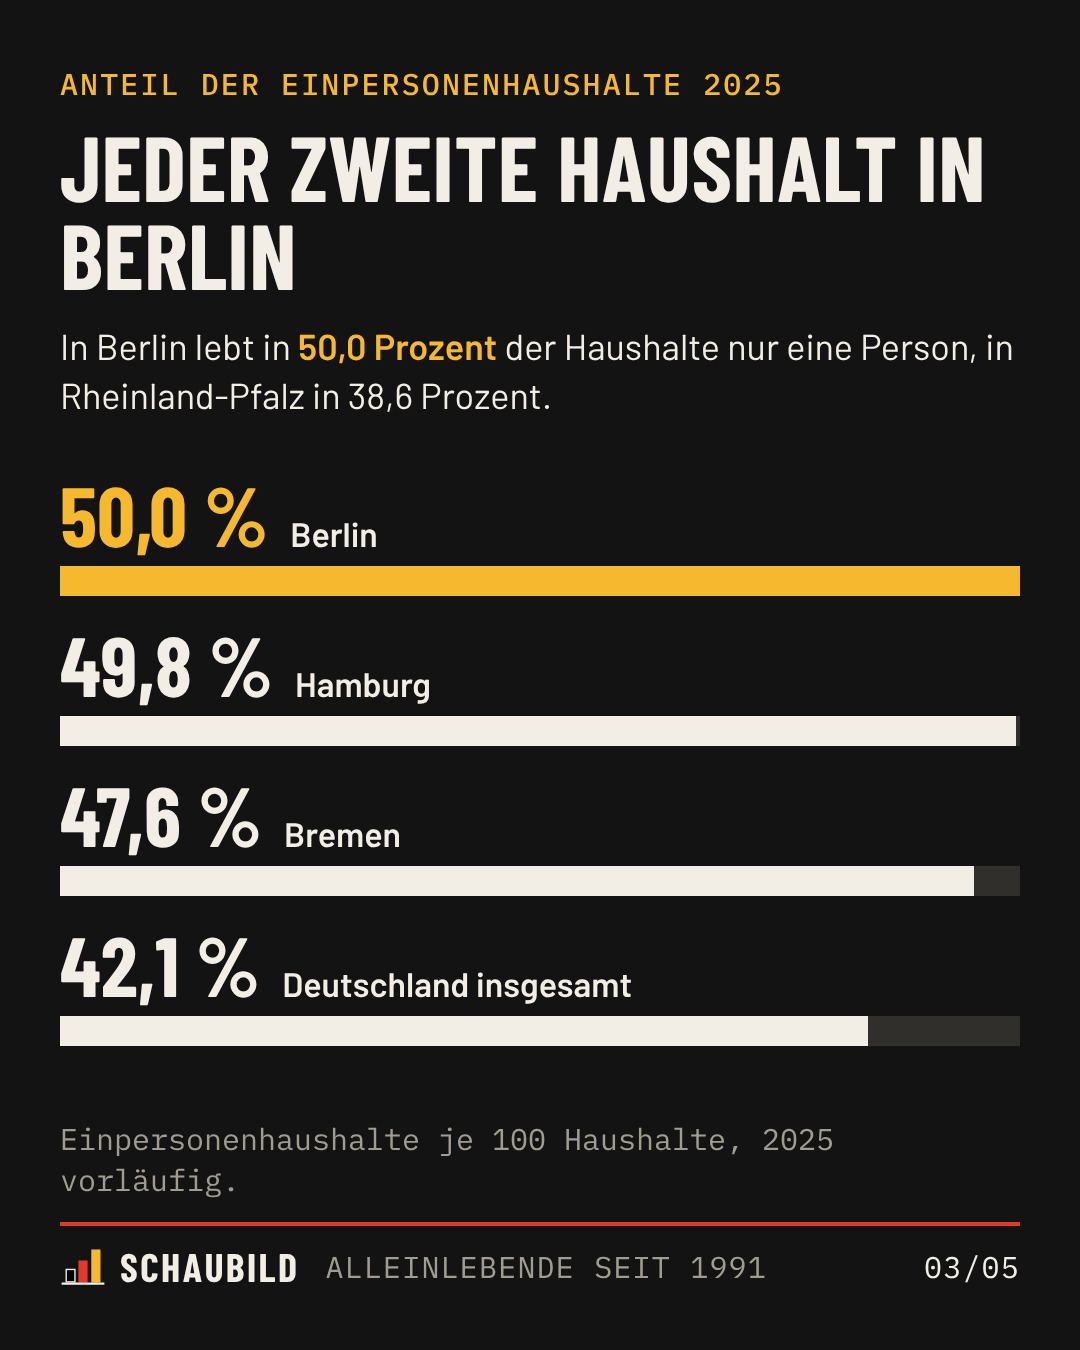 ANTEIL DER EINPERSONENHAUSHALTE 2025
JEDER ZWEITE HAUSHALT IN
BERLIN
In Berlin lebt in 50,0 Prozent der Haushalte nur eine Person, in
Rheinland-Pfalz in 38,6 Prozent.
50,0 % Berlin
49,8 % Hamburg
47,6 % Bremen
42,1 % Deutschland insgesamt
Einpersonenhaushalte je 100 Haushalte, 2025
vorläufig.
SCHAUBILD ALLEINLEBENDE SEIT 1991 03/05